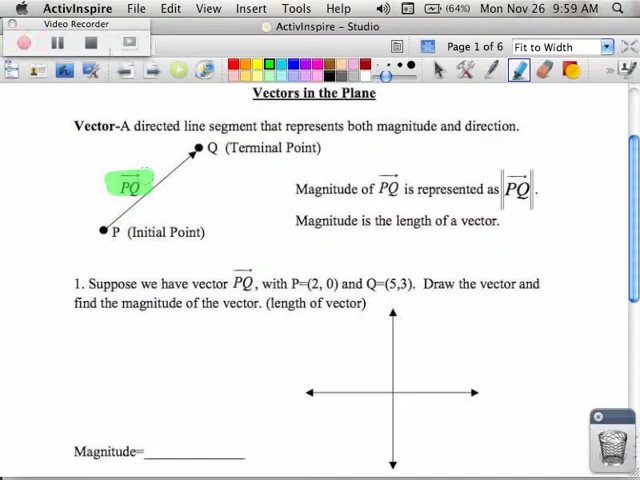 ActivInspire File Edit View Insert Tools Help (64%) Mon Nov 26 9:59 AM
Video Recorder
ActivInspire - Studio
Page 1 of 6 Fit to Width
Vectors in the Plane
Vector-A directed line segment that represents both magnitude and direction.
Q (Terminal Point)
PQ
Magnitude of PQ is represented as ||PQ||.
Magnitude is the length of a vector.
P (Initial Point)
1. Suppose we have vector PQ, with P=(2, 0) and Q=(5,3). Draw the vector and
find the magnitude of the vector. (length of vector)
Magnitude=____________